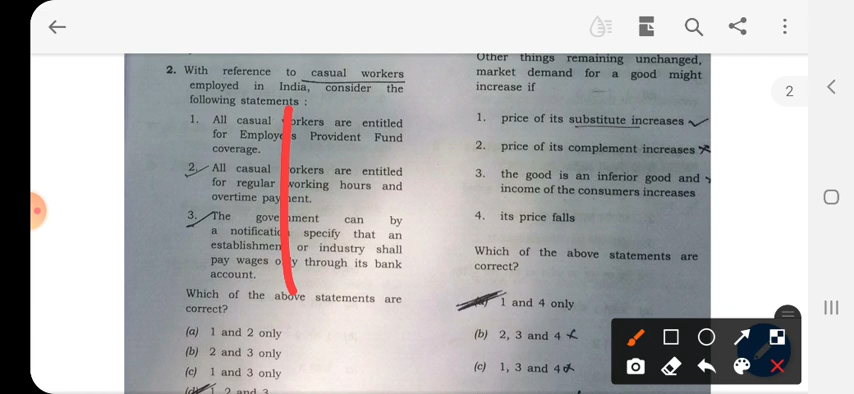 2. With reference to casual workers
employed in India, consider the
following statements :
1. All casual workers are entitled
for Employees Provident Fund
coverage.
2. All casual workers are entitled
for regular working hours and
overtime payment.
3. The government can by
a notification specify that an
establishment or industry shall
pay wages only through its bank
account.
Which of the above statements are
correct?
(a) 1 and 2 only
(b) 2 and 3 only
(c) 1 and 3 only
(d) 1, 2 and 3
Other things remaining unchanged,
market demand for a good might
increase if
1. price of its substitute increases
2. price of its complement increases
3. the good is an inferior good and
income of the consumers increases
4. its price falls
Which of the above statements are
correct?
(a) 1 and 4 only
(b) 2, 3 and 4
(c) 1, 3 and 4
2